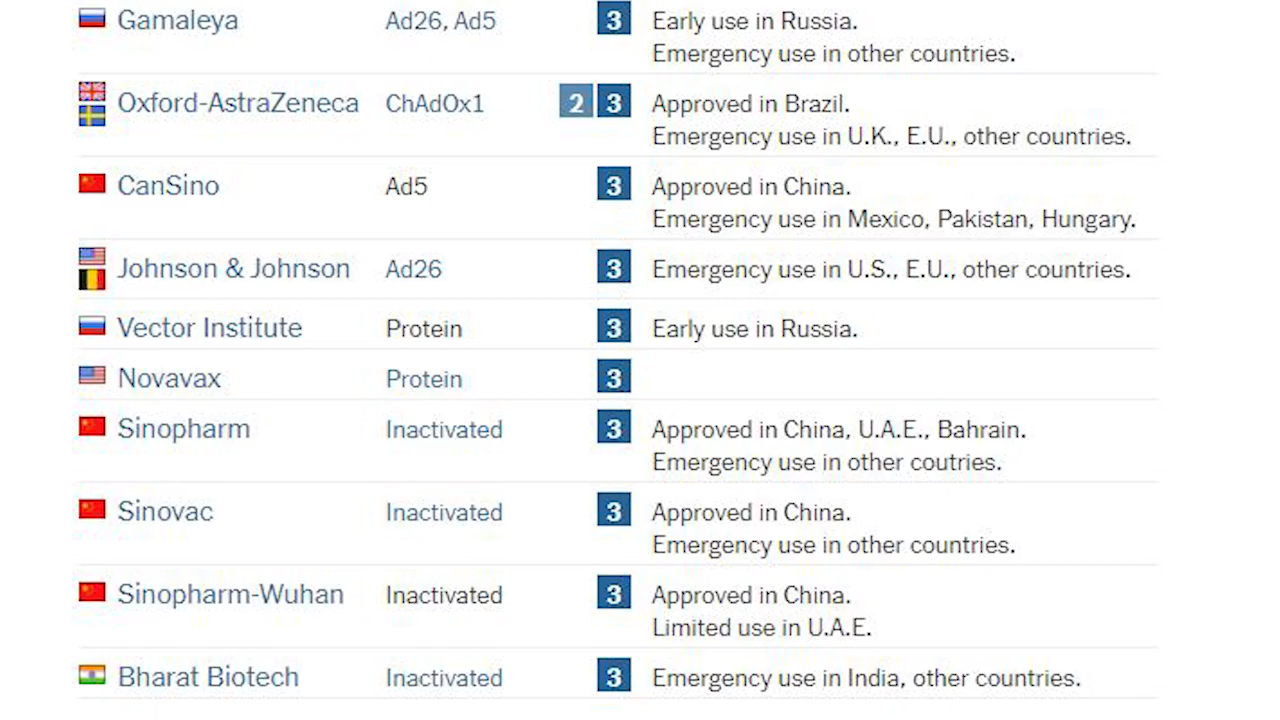 Gamaleya Ad26, Ad5 3 Early use in Russia.
Emergency use in other countries.
Oxford-AstraZeneca ChAdOx1 2 3 Approved in Brazil.
Emergency use in U.K., E.U., other countries.
CanSino Ad5 3 Approved in China.
Emergency use in Mexico, Pakistan, Hungary.
Johnson & Johnson Ad26 3 Emergency use in U.S., E.U., other countries.
Vector Institute Protein 3 Early use in Russia.
Novavax Protein 3
Sinopharm Inactivated 3 Approved in China, U.A.E., Bahrain.
Emergency use in other coutries.
Sinovac Inactivated 3 Approved in China.
Emergency use in other countries.
Sinopharm-Wuhan Inactivated 3 Approved in China.
Limited use in U.A.E.
Bharat Biotech Inactivated 3 Emergency use in India, other countries.